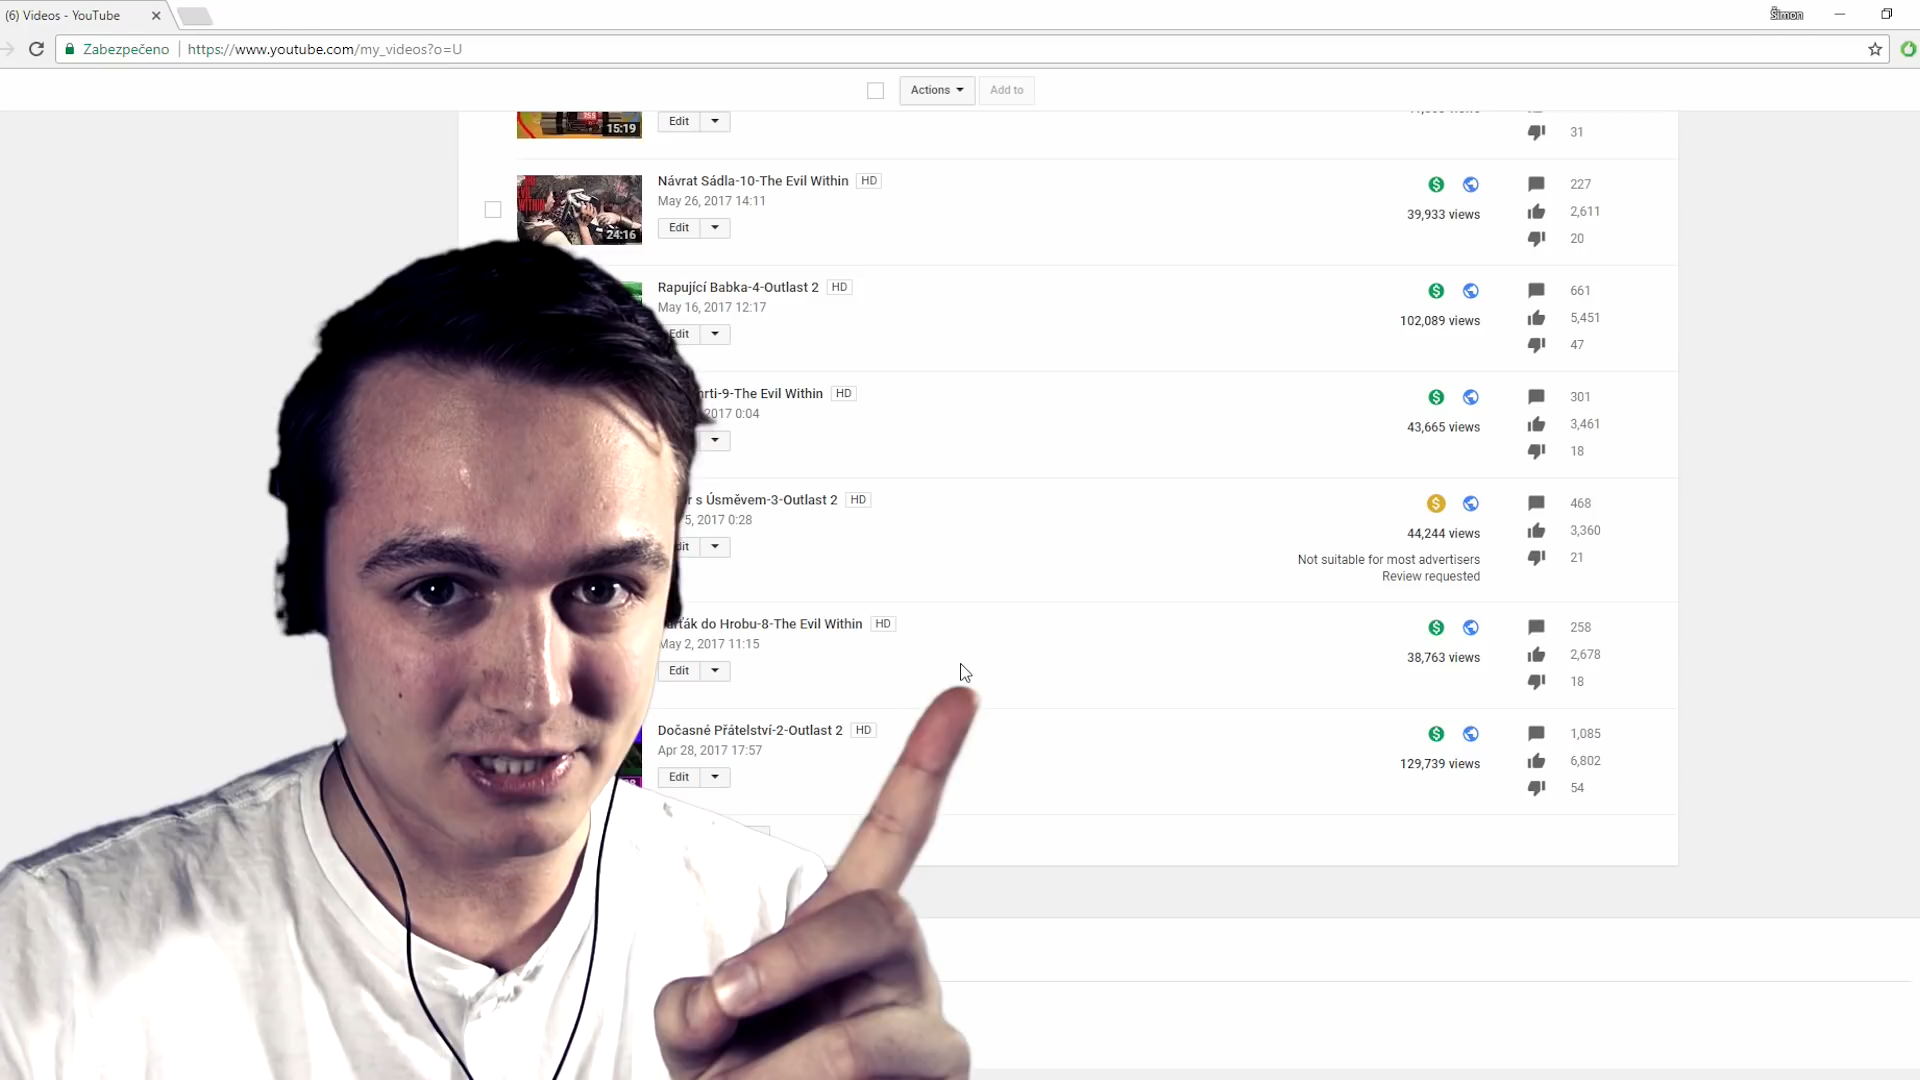 (6) Videos - YouTube
Šimon
Zabezpečeno
https://www.youtube.com/my_videos?o=U
Actions
Add to
15:19
Edit
31
Návrat Sádla-10-The Evil Within HD
May 26, 2017 14:11
Edit
24:16
39,933 views
227
2,611
20
Rapující Babka-4-Outlast 2 HD
May 16, 2017 12:17
Edit
102,089 views
661
5,451
47
-9-The Evil Within HD
2017 0:04
43,665 views
301
3,461
18
s Úsměvem-3-Outlast 2 HD
5, 2017 0:28
44,244 views
Not suitable for most advertisers
Review requested
468
3,360
21
do Hrobu-8-The Evil Within HD
May 2, 2017 11:15
Edit
38,763 views
258
2,678
18
Dočasné Přátelství-2-Outlast 2 HD
Apr 28, 2017 17:57
Edit
129,739 views
1,085
6,802
54